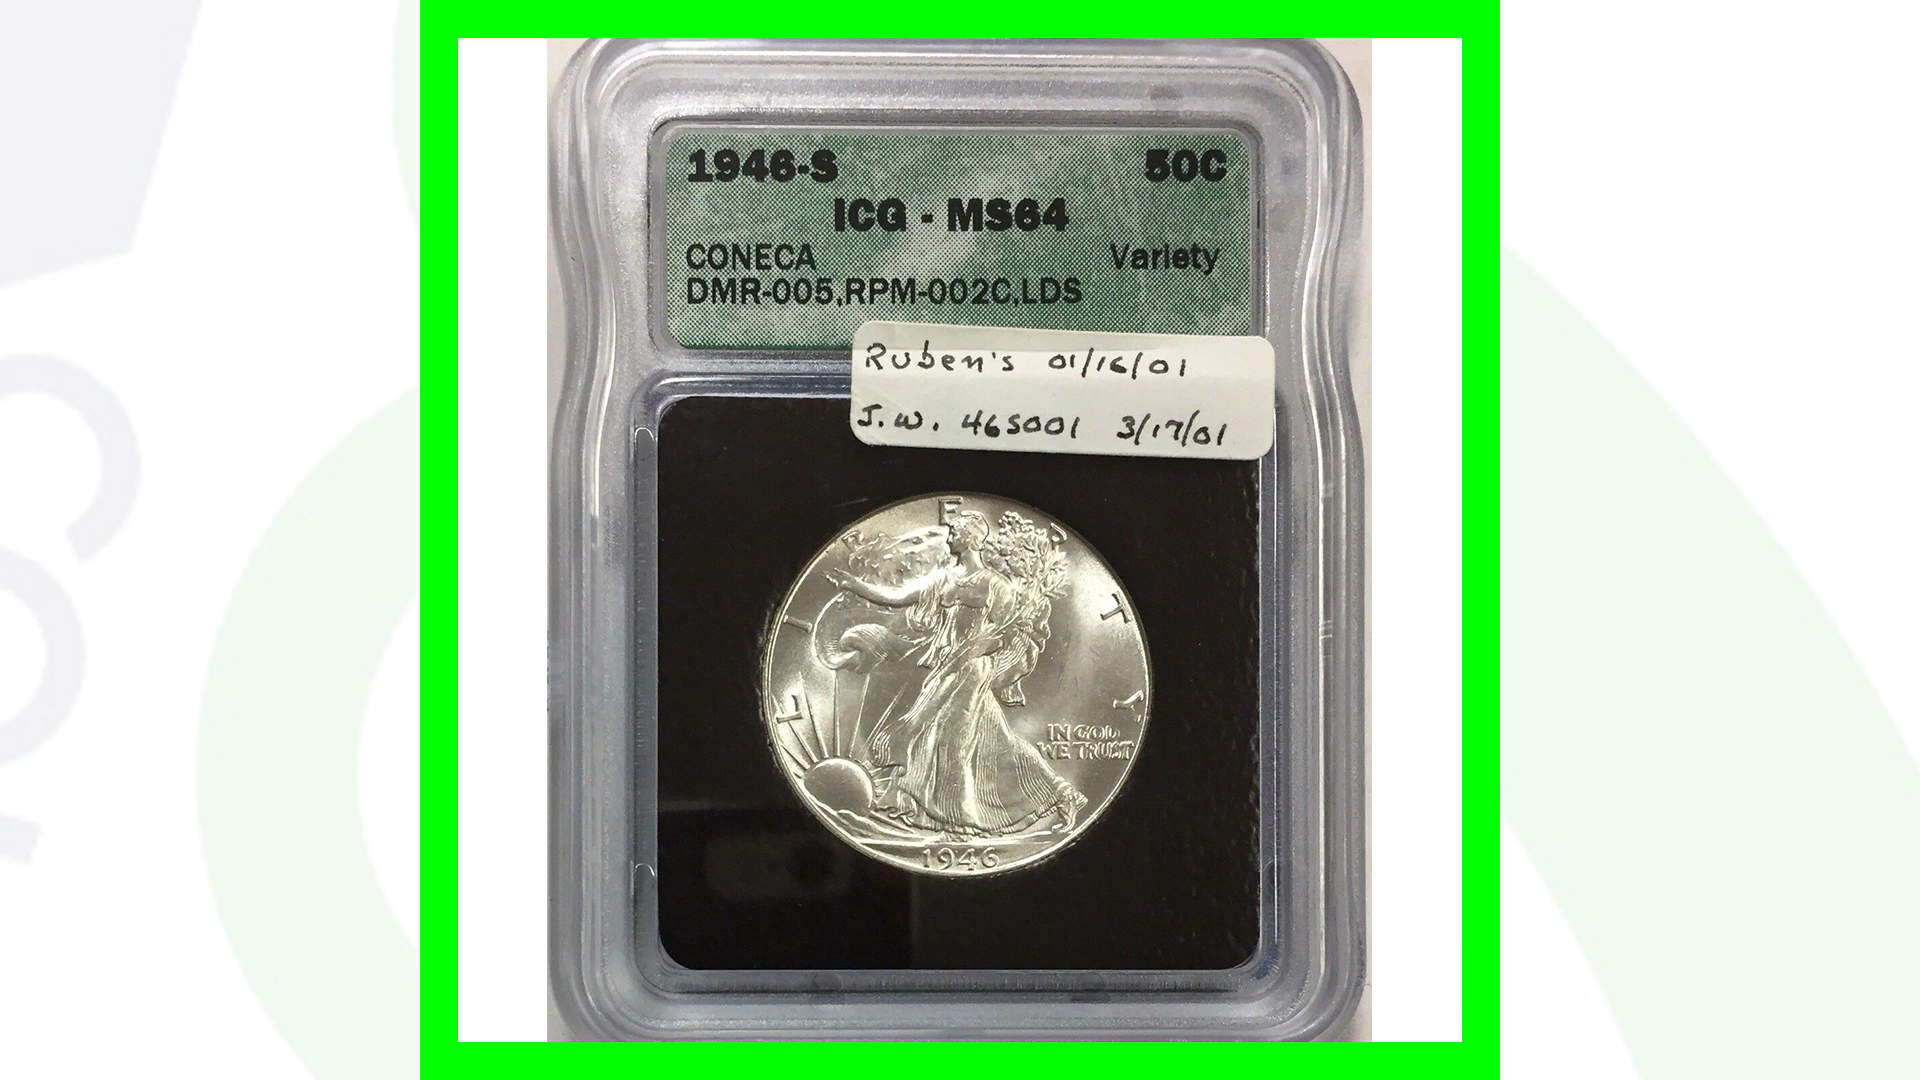 1946-S 50C
ICG - MS64
CONECA Variety
DMR-005,RPM-002C,LDS
Ruben's 01/16/01
J.W. 46S001 3/17/01
LIBERTY
IN GOD
WE TRUST
1946